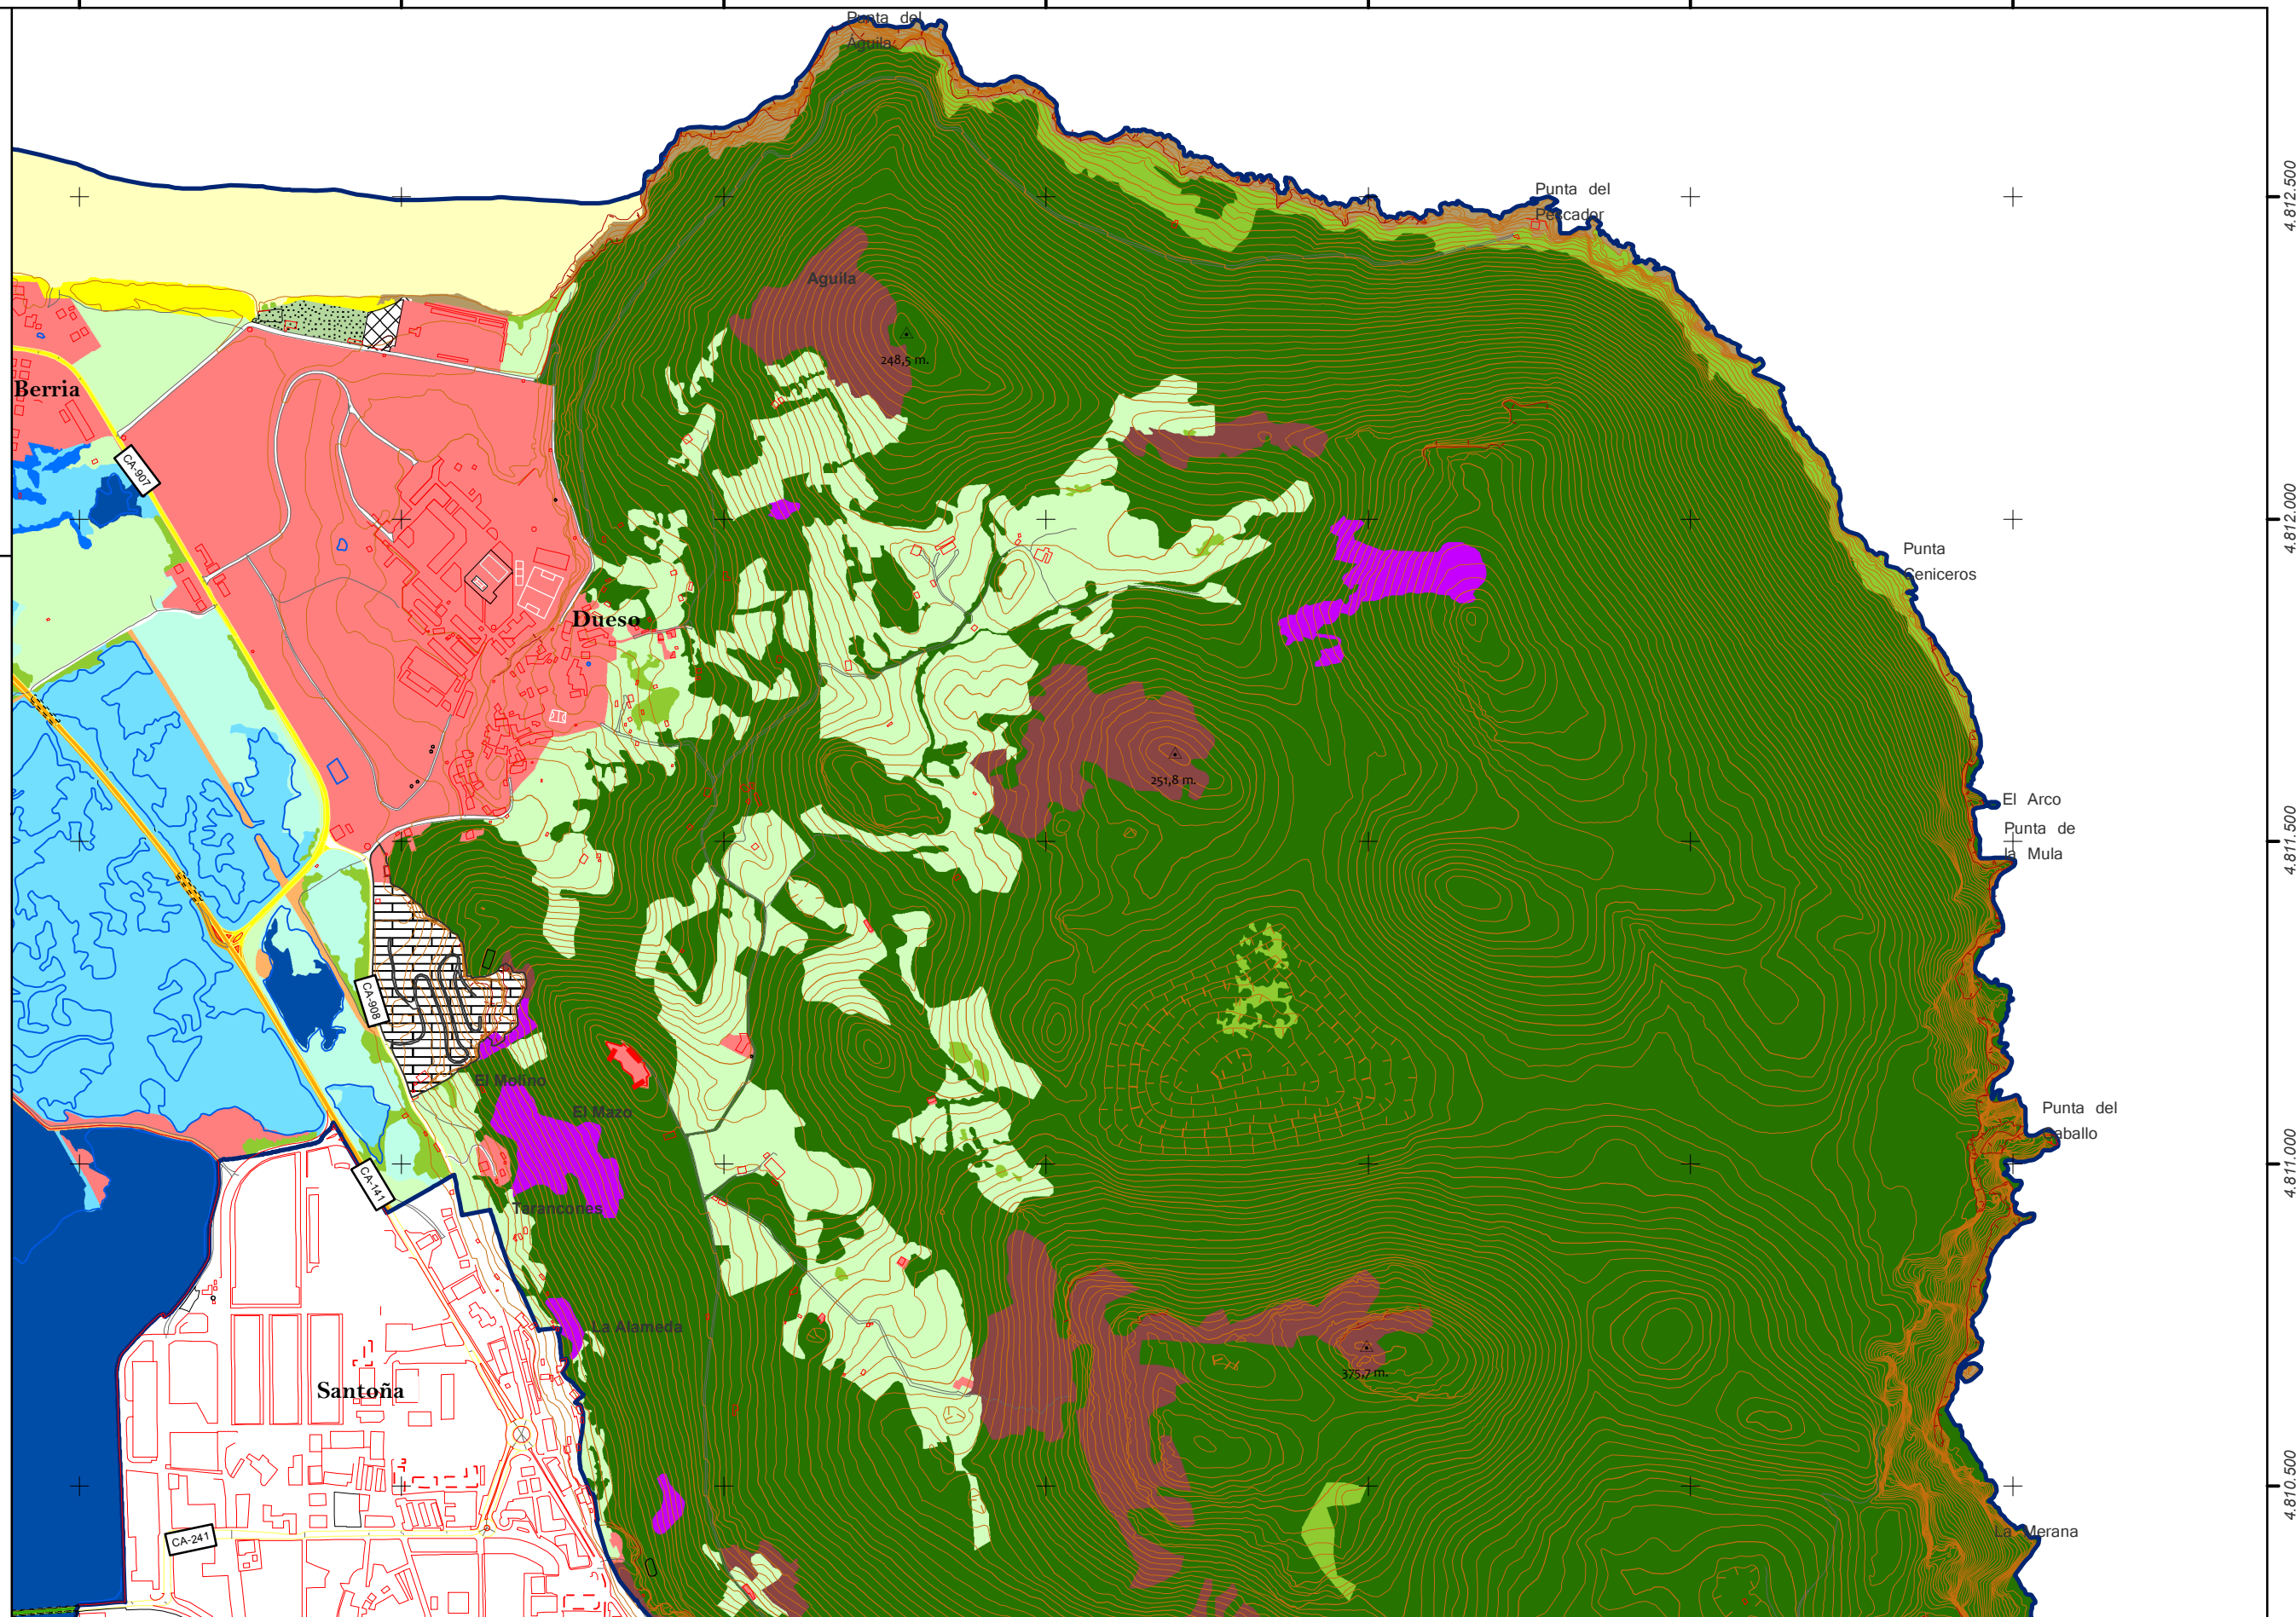 Punta del
Aguila
Punta del
Pescador
4.812.500
Aguila
248,5 m.
Berria
CA-907
4.812.000
Punta
Ceniceros
Dueso
251,8 m.
El Arco
Punta de
la Mula
4.811.500
CA-908
El Molino
El Mazo
Punta del
Caballo
CA-141
4.811.000
Tarancones
La Alameda
375,7 m.
Santoña
4.810.500
La Merana
CA-241